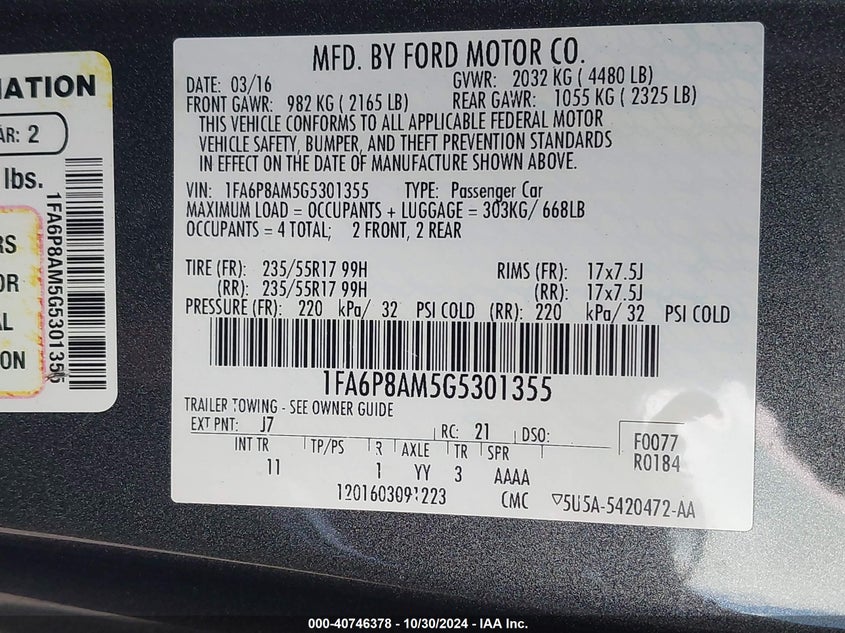 MFD. BY FORD MOTOR CO.
DATE: 03/16 GVWR: 2032 KG ( 4480 LB)
FRONT GAWR: 982 KG ( 2165 LB) REAR GAWR: 1055 KG ( 2325 LB)
THIS VEHICLE CONFORMS TO ALL APPLICABLE FEDERAL MOTOR
VEHICLE SAFETY, BUMPER, AND THEFT PREVENTION STANDARDS
IN EFFECT ON THE DATE OF MANUFACTURE SHOWN ABOVE.
VIN: 1FA6P8AM5G5301355 TYPE: Passenger Car
MAXIMUM LOAD = OCCUPANTS + LUGGAGE = 303KG/ 668LB
OCCUPANTS = 4 TOTAL; 2 FRONT, 2 REAR
TIRE (FR): 235/55R17 99H RIMS (FR): 17x7.5J
(RR): 235/55R17 99H (RR): 17x7.5J
PRESSURE (FR): 220 kPa/ 32 PSI COLD (RR): 220 kPa/ 32 PSI COLD
1FA6P8AM5G5301355
TRAILER TOWING - SEE OWNER GUIDE
EXT PNT: J7 RC: 21 DSO: F0077
INT TR TP/PS R AXLE TR SPR R0184
11 1 YY 3 AAAA
1201603091223 CMC 5U5A-5420472-AA
MATION
AR: 2
lbs.
RS
OR
AL
ION
1FA6P8AM5G5301355
000-40746378 - 10/30/2024 - IAA Inc.